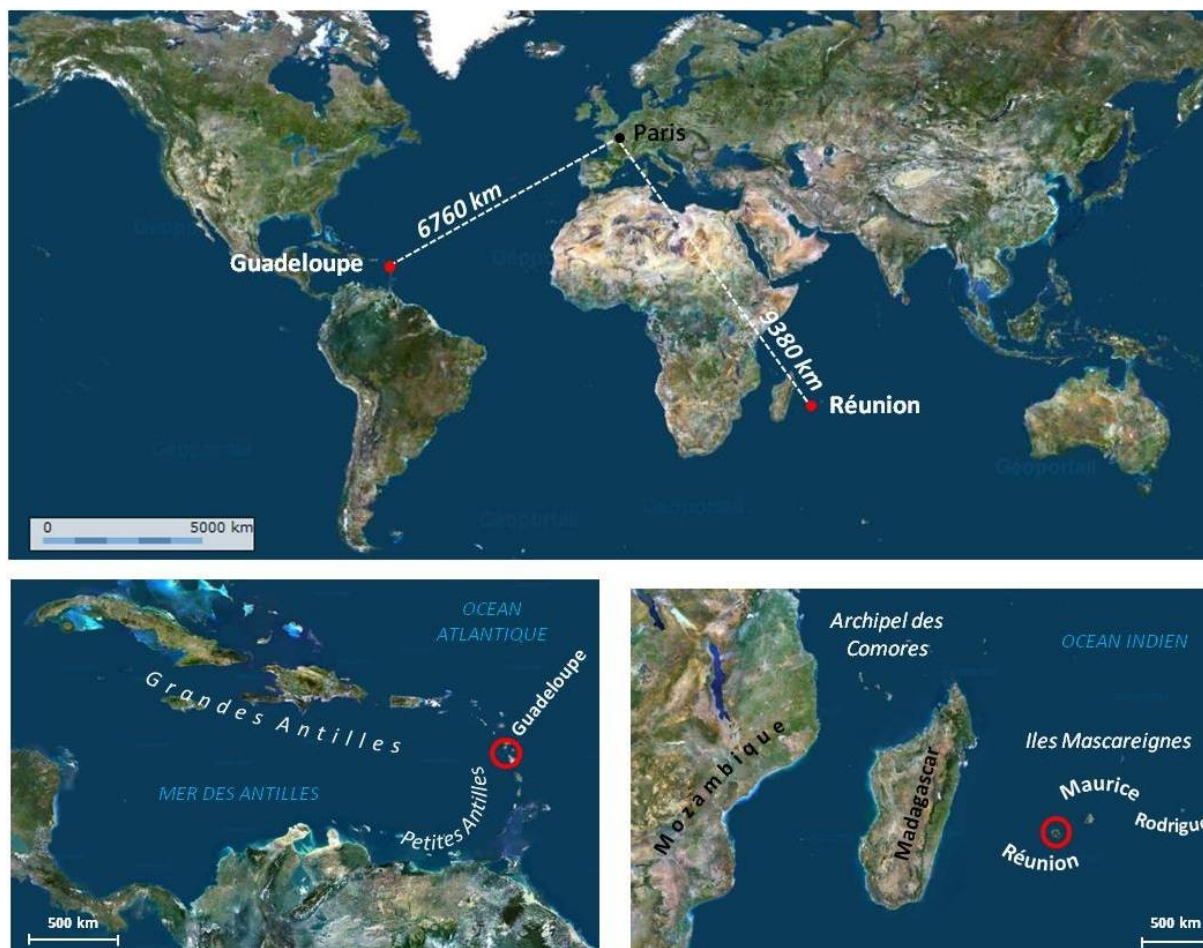 Paris
6760 km
Guadeloupe
9380 km
Réunion
Géoportail
0 5000 km
OCEAN
ATLANTIQUE
Grandes Antilles
Guadeloupe
MER DES ANTILLES
Petites Antilles
500 km
Archipel des
Comores
OCEAN INDIEN
Mozambique
Madagascar
Iles Mascareignes
Maurice
Rodrigue
Réunion
500 km